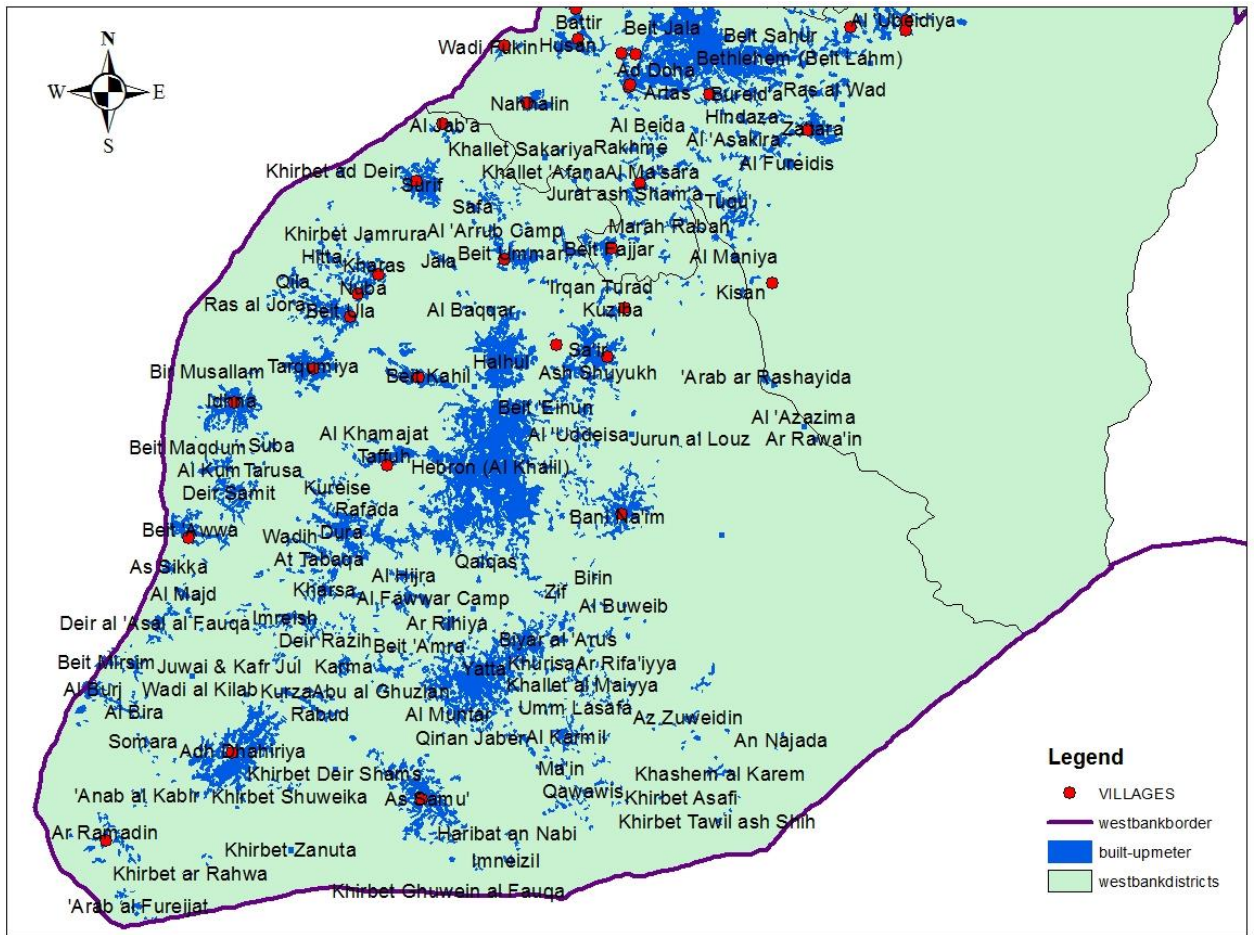 Battir
Beit Jala
Al 'Ubeidiya
Wadi Fukin
Husan
Beit Sahur
N
W
E
S
Bethlehem (Beit Lahm)
Ad Doha
Artas
Bureid'a
Ras al Wad
Nahhalin
Hindaza
Al Jab'a
Al Beida
Al 'Asakira
Za'tara
Khallet Sakariya
Rakhme
Al Fureidis
Khirbet ad Deir
Surif
Khallet 'Afana
Al Ma'sara
Jurat ash Sham'a
Tuqu'
Safa
Khirbet Jamrura
Al 'Arrub Camp
Marah Rabah
Hitta
Kharas
Jala
Beit Ummar
Beit Fajjar
Al Maniya
Qila
Nuba
'Irqan Turad
Kisan
Ras al Jora
Beit Ula
Al Baqqar
Kuziba
Halhul
Sa'ir
Bir Musallam
Tarqumiya
Beit Kahil
Ash Shuyukh
'Arab ar Rashayida
Idhna
Beit 'Einun
Al 'Azazima
Al Khamajat
Al 'Uddeisa
Jurun al Louz
Ar Rawa'in
Beit Maqdum
Suba
Taffuh
Hebron (Al Khalil)
Al Kum
Tarusa
Deir Samit
Kureise
Rafada
Bani Na'im
Beit 'Awwa
Wadih
Dura
At Tabaqa
Qalqas
As Sikka
Al Hijra
Birin
Al Majd
Kharsa
Al Fawwar Camp
Zif
Al Buweib
Deir al 'Asal al Fauqa
Imreish
Ar Rihiya
Deir Razih
Beit 'Amra
Biyar al 'Arus
Beit Mirsim
Juwai & Kafr Jul
Karma
Yatta
Khurisa
Ar Rifa'iyya
Al Burj
Wadi al Kilab
Kurza
Abu al Ghuzlan
Khallet al Maiyya
Al Bira
Rabud
Al Muntar
Umm Lasafa
Az Zuweidin
Somara
Adh Dhahiriya
Qinan Jaber
Al Karmil
An Najada
Legend
Khirbet Deir Shams
Ma'in
Khashem al Karem
'Anab al Kabir
Khirbet Shuweika
As Samu'
Qawawis
Khirbet Asafi
VILLAGES
Ar Ramadin
Haribat an Nabi
Khirbet Tawil ash Shih
westbankborder
Khirbet Zanuta
Imneizil
built-upmeter
Khirbet ar Rahwa
Khirbet Ghuwein al Fauqa
westbankdistricts
'Arab al Fureijat